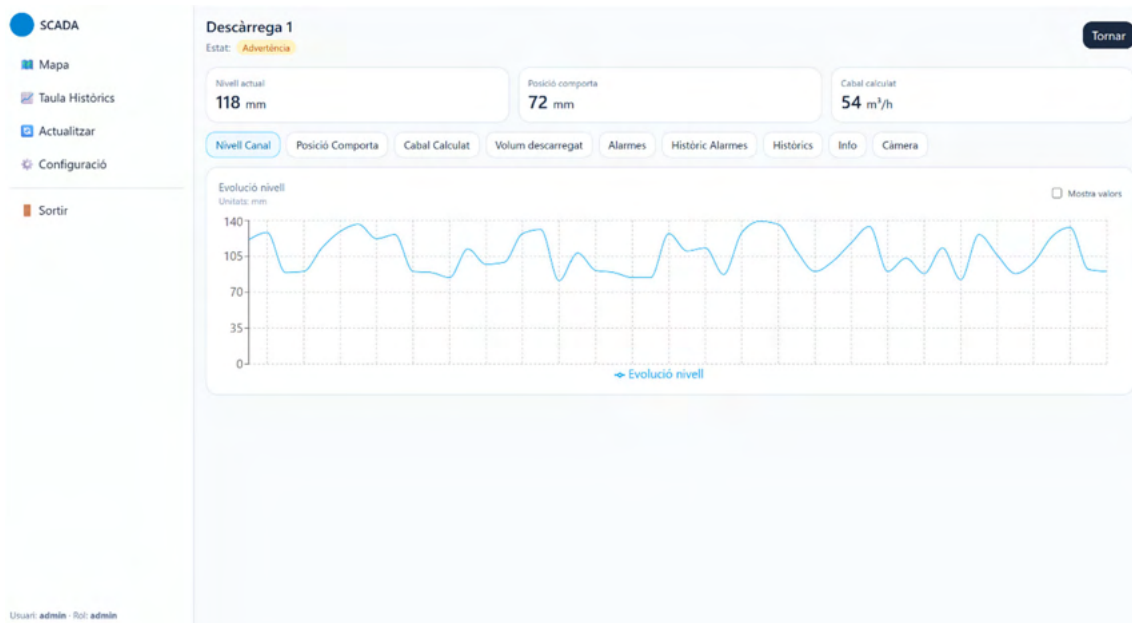 SCADA
Mapa
Taula Històrics
Actualitzar
Configuració
Sortir
Usuari: admin · Rol: admin
Descàrrega 1
Estat: Advertència
Tornar
Nivell actual
118 mm
Posició comporta
72 mm
Cabal calculat
54 m³/h
Nivell Canal
Posició Comporta
Cabal Calculat
Volum descarregat
Alarmes
Històric Alarmes
Històrics
Info
Càmera
Evolució nivell
Unitats: mm
Mostra valors
140
105
70
35
0
Evolució nivell